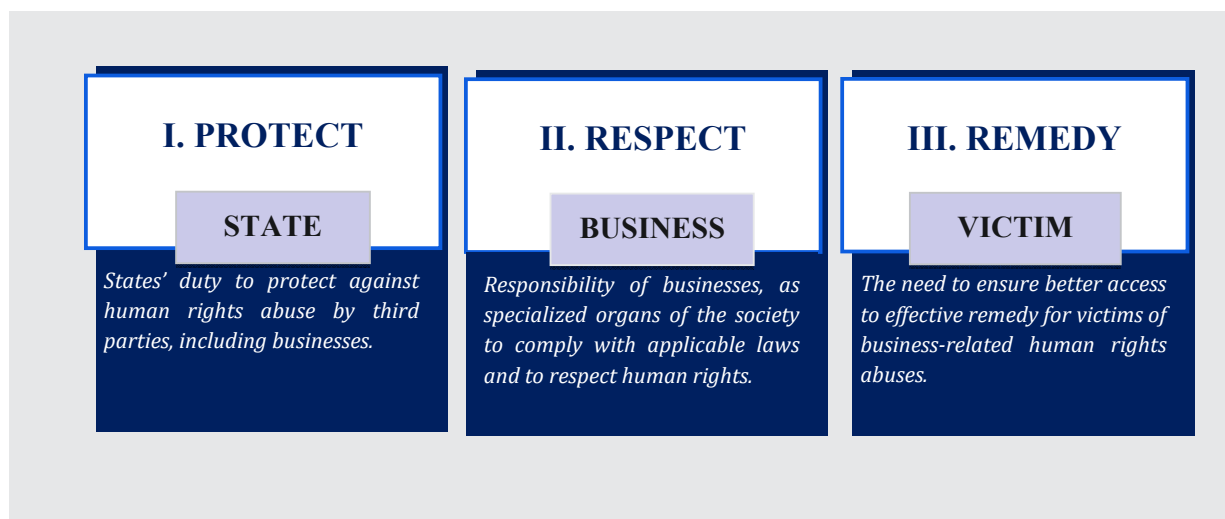 I. PROTECT
STATE
States’ duty to protect against
human rights abuse by third
parties, including businesses.
II. RESPECT
BUSINESS
Responsibility of businesses, as
specialized organs of the society
to comply with applicable laws
and to respect human rights.
III. REMEDY
VICTIM
The need to ensure better access
to effective remedy for victims of
business-related human rights
abuses.